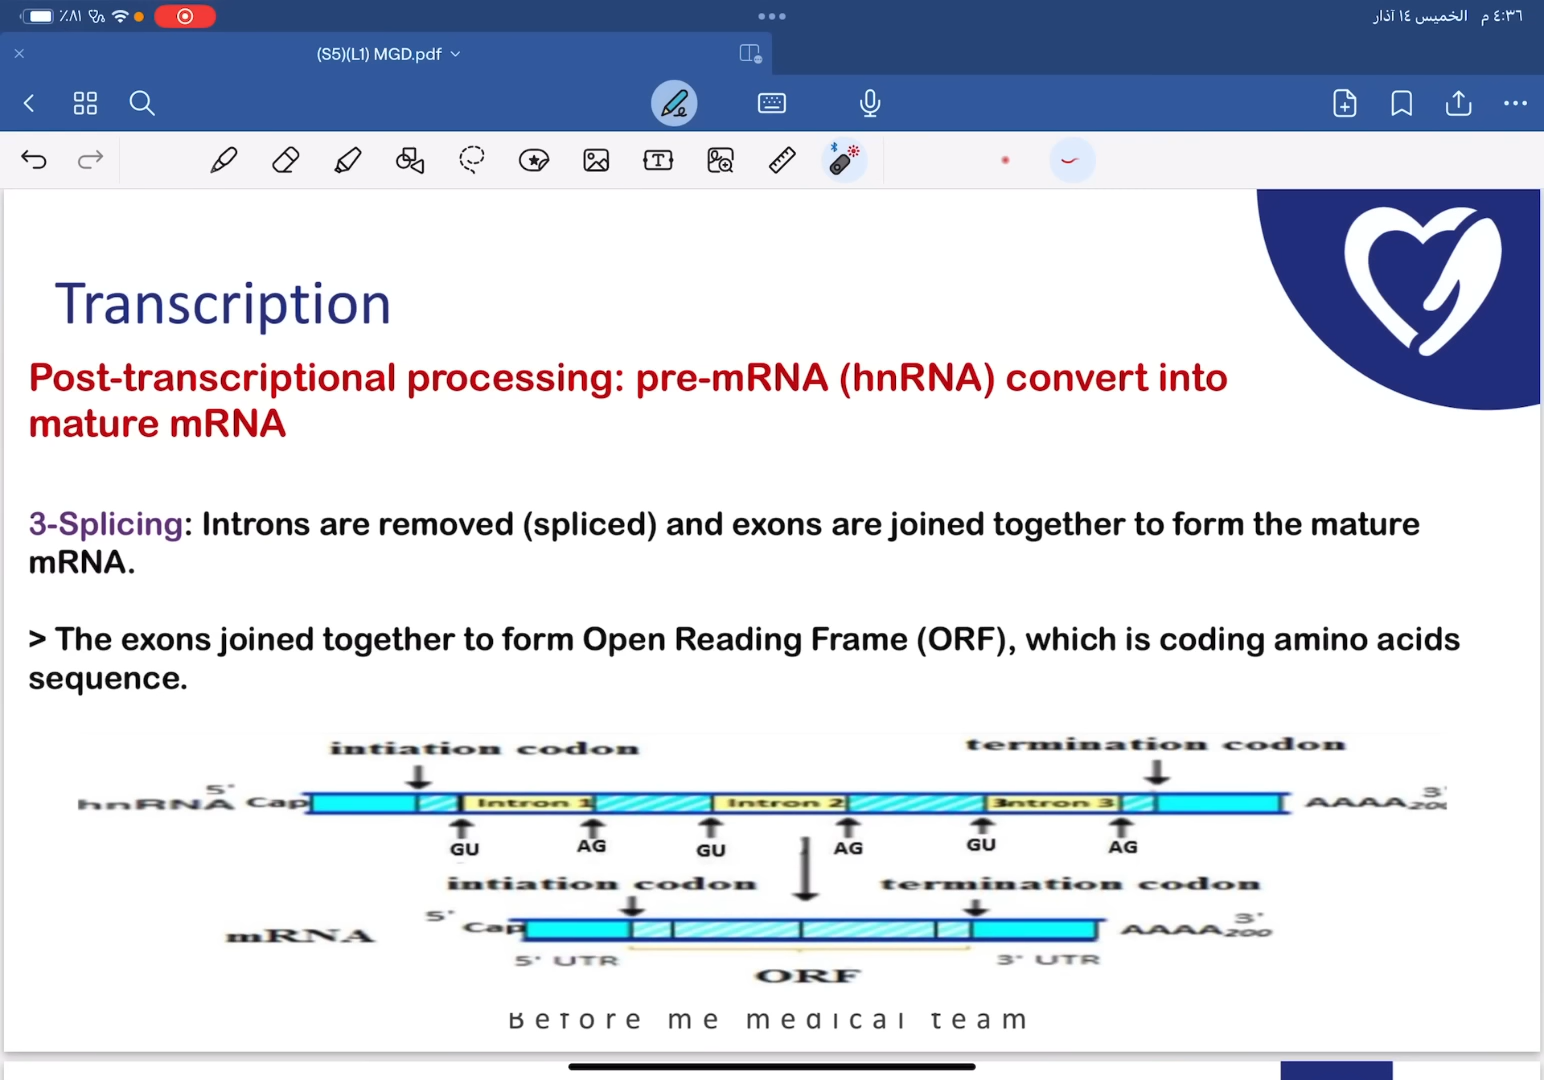 ٪٨١
٤:٣٦ م الخميس ١٤ آذار
(S5)(L1) MGD.pdf
Transcription
Post-transcriptional processing: pre-mRNA (hnRNA) convert into
mature mRNA
3-Splicing: Introns are removed (spliced) and exons are joined together to form the mature
mRNA.
> The exons joined together to form Open Reading Frame (ORF), which is coding amino acids
sequence.
intiation codon termination codon
hnRNA 5' Cap Intron 1 Intron 2 3ntron 3 AAAA200 3'
GU AG GU AG GU AG
intiation codon termination codon
mRNA 5' Cap AAAA200 3'
5' UTR ORF 3' UTR
Before me medical team